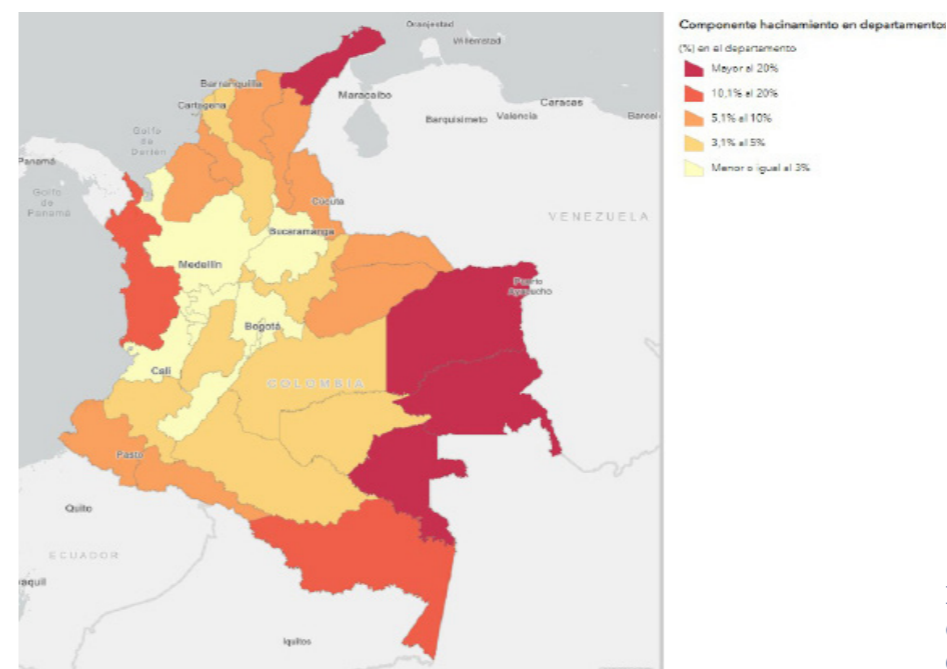 Componente hacinamiento en departamentos
(%) en el departamento
Mayor al 20%
10,1% al 20%
5,1% al 10%
3,1% al 5%
Menor o igual al 3%
Oranjestad
Willemstad
Barranquilla
Maracaibo
Cartagena
Caracas
Barquisimeto
Valencia
Barcel
Golfo
de
Darién
Panamá
Golfo
de
Panamá
Cúcuta
VENEZUELA
Bucaramanga
Medellín
Puerto
Ayacucho
Bogotá
Cali
COLOMBIA
Pasto
Quito
ECUADOR
aquil
Iquitos